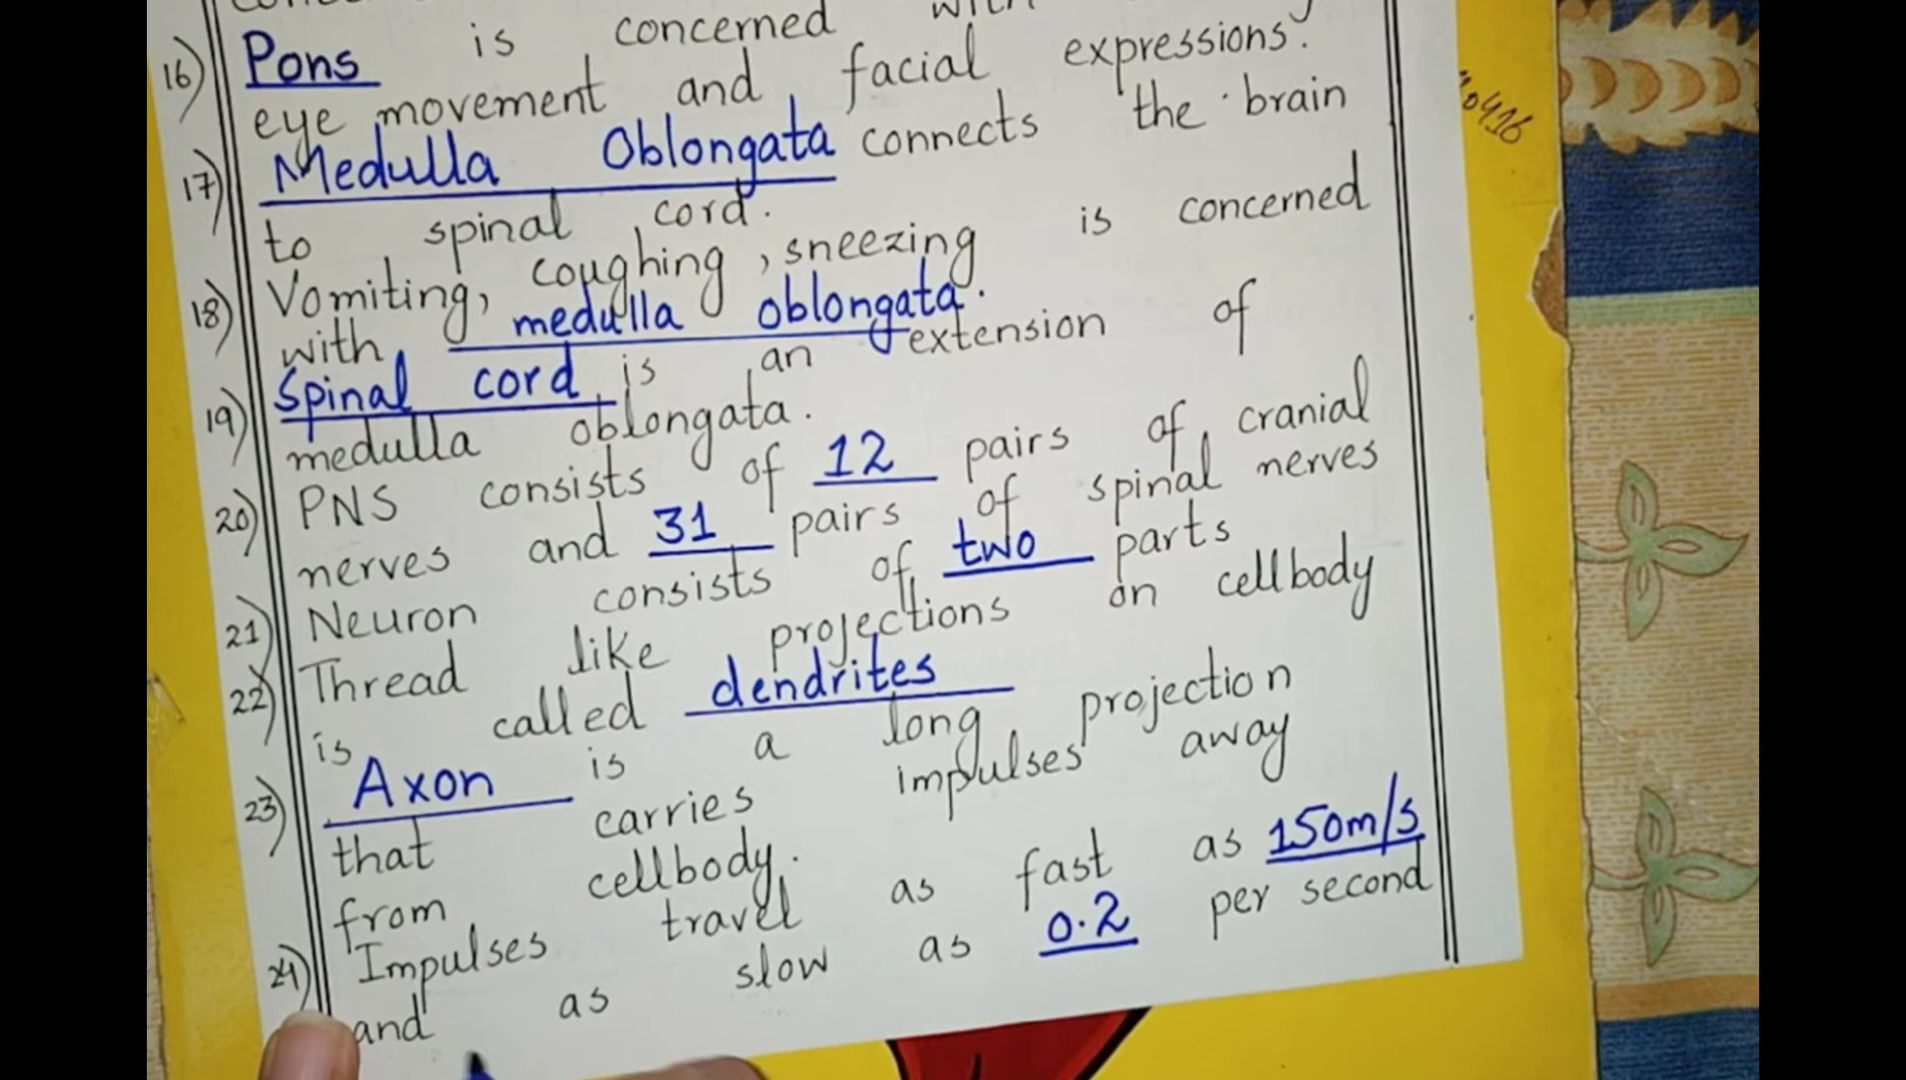 16) Pons is concerned with
eye movement and facial expressions.
17) Medulla Oblongata connects the brain
to spinal cord.
18) Vomiting, coughing, sneezing is concerned
with medulla oblongata.
19) Spinal cord is an extension of
medulla oblongata.
20) PNS consists of 12 pairs of cranial
nerves and 31 pairs of spinal nerves
21) Neuron consists of two parts
22) Thread like projections on cellbody
is called dendrites
23) Axon is a long projection
that carries impulses away
from cellbody.
24) Impulses travel as fast as 150m/s
and as slow as 0.2 per second